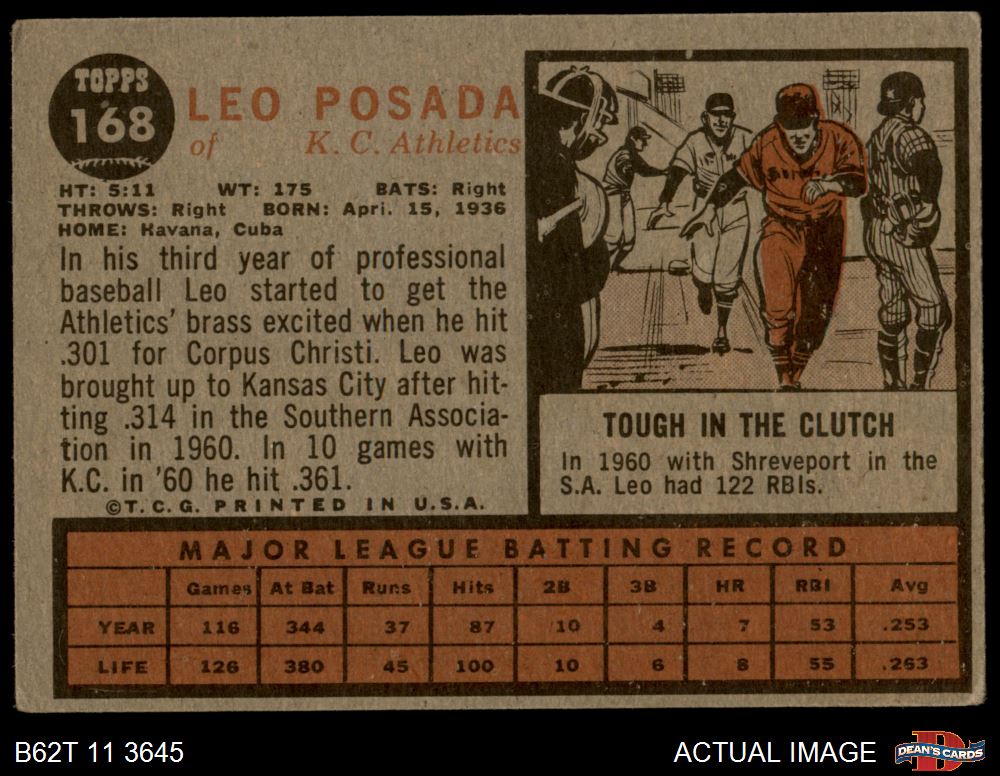 TOPPS
168
LEO POSADA
of K. C. Athletics
HT: 5:11 WT: 175 BATS: Right
THROWS: Right BORN: Apri. 15, 1936
HOME: Havana, Cuba
In his third year of professional
baseball Leo started to get the
Athletics' brass excited when he hit
.301 for Corpus Christi. Leo was
brought up to Kansas City after hit-
ting .314 in the Southern Associa-
tion in 1960. In 10 games with
K.C. in '60 he hit .361.
©T. C. G. PRINTED IN U.S.A.
TOUGH IN THE CLUTCH
In 1960 with Shreveport in the
S.A. Leo had 122 RBIs.
MAJOR LEAGUE BATTING RECORD
Games At Bat Runs Hits 2B 3B HR RBI Avg
YEAR 116 344 37 87 10 4 7 53 .253
LIFE 126 380 45 100 10 6 8 55 .263
B62T 11 3645
ACTUAL IMAGE
DEAN'S CARDS